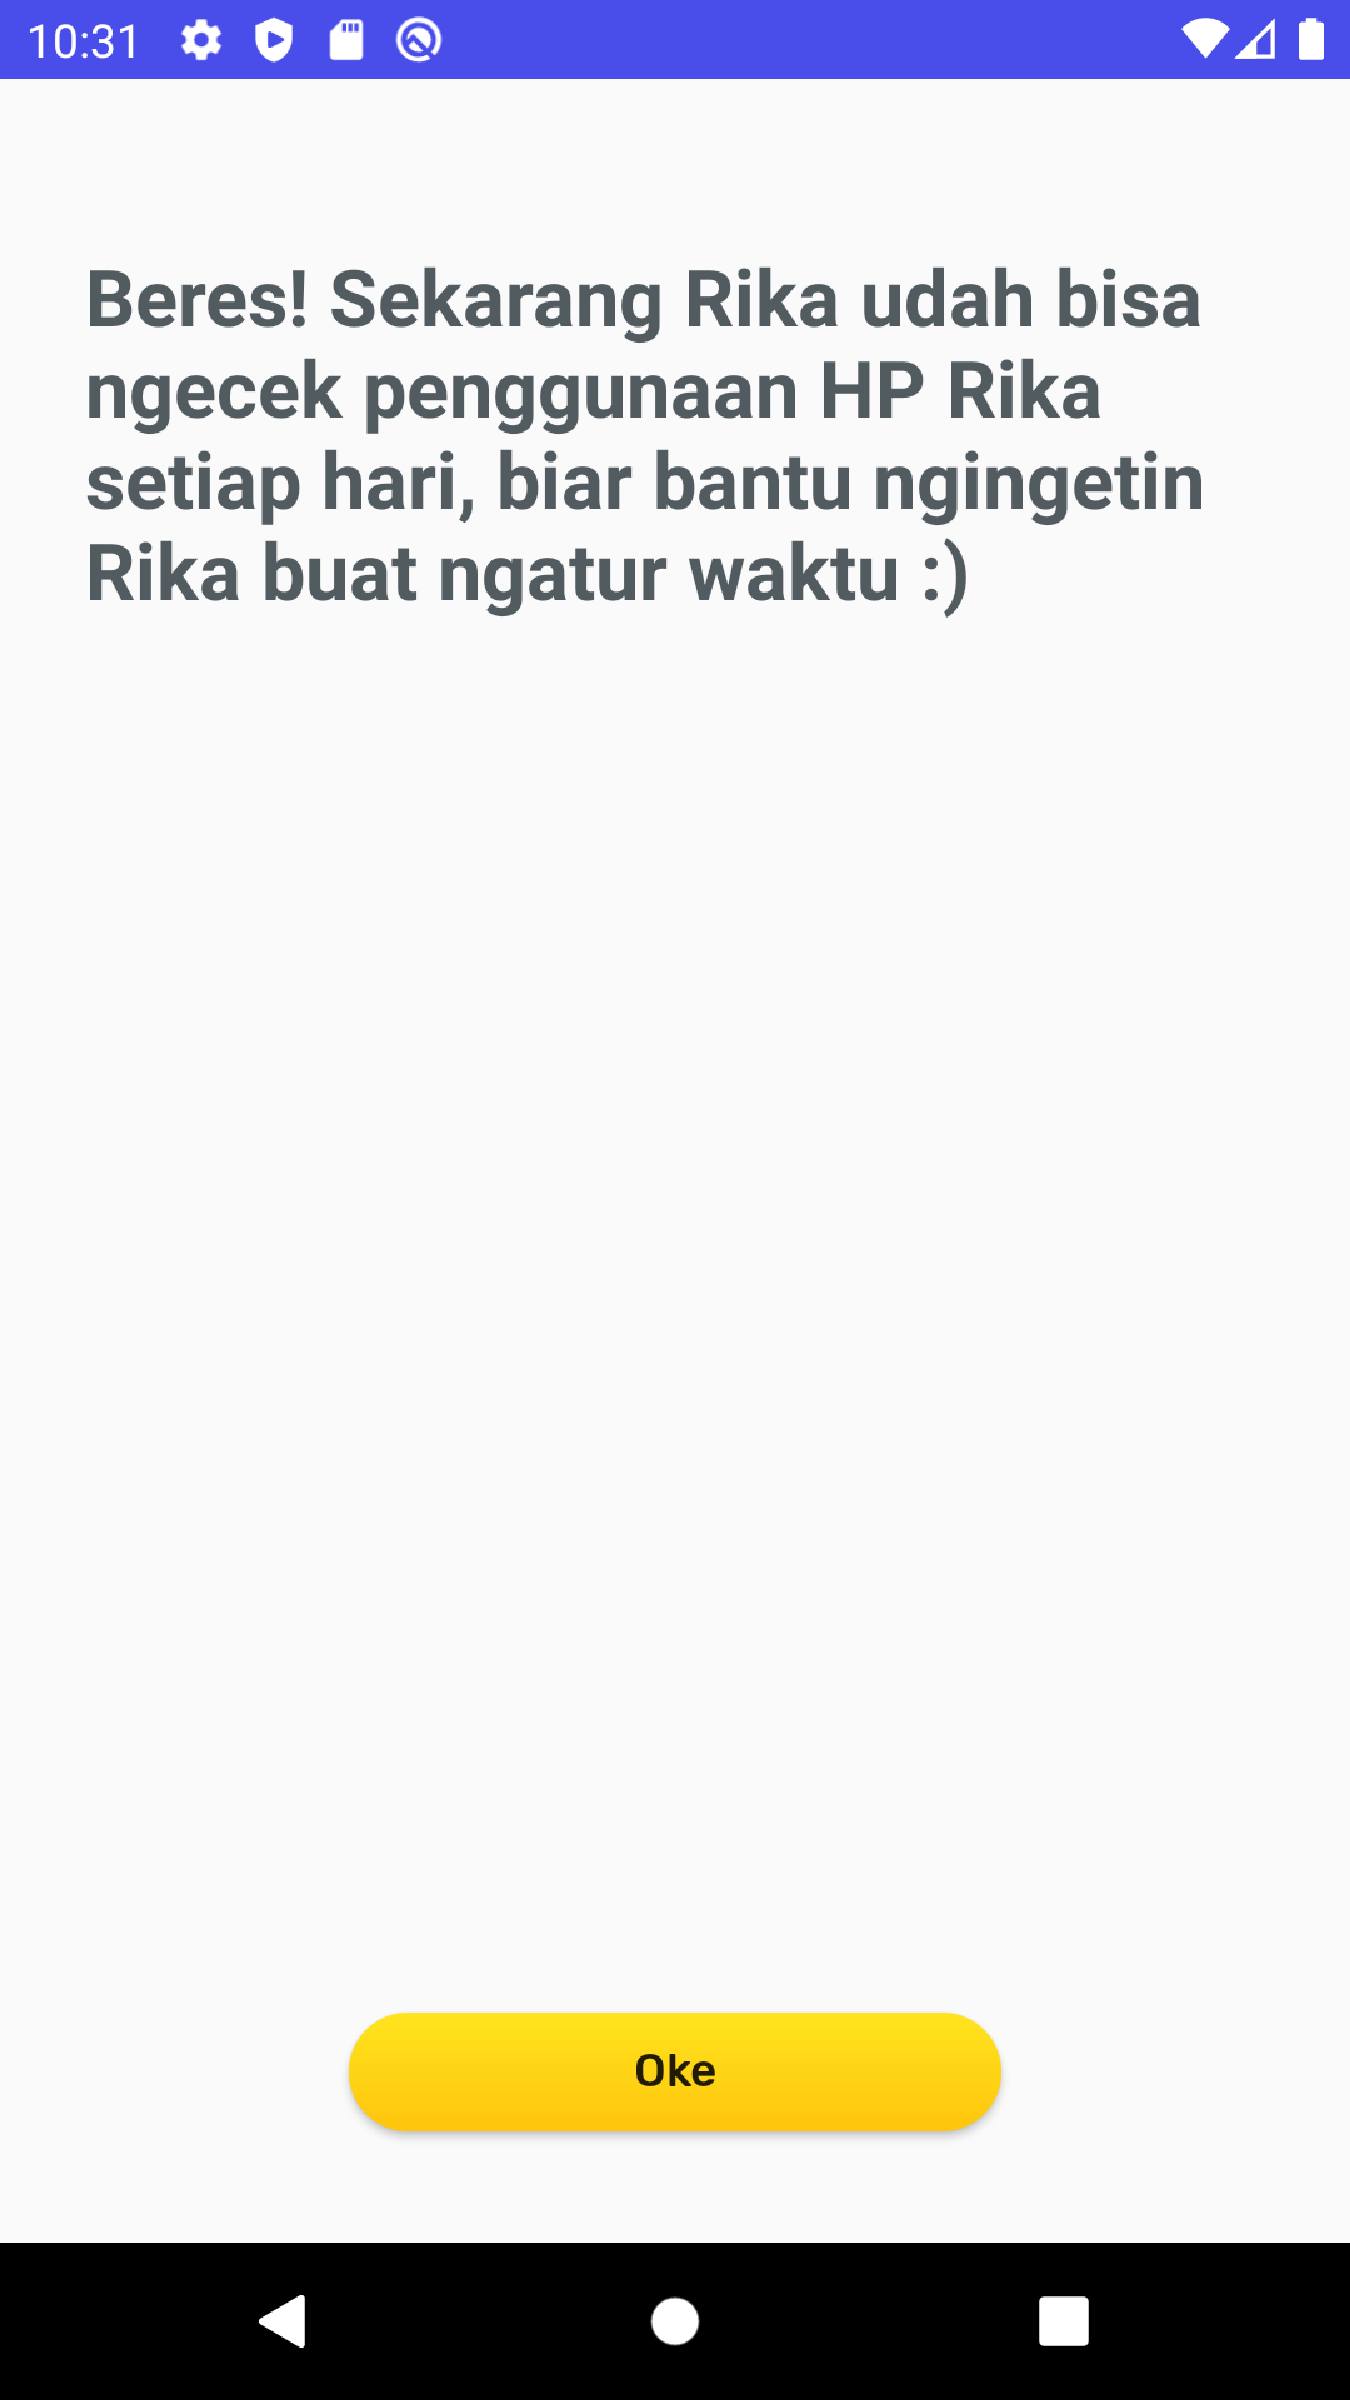 10:31
Beres! Sekarang Rika udah bisa
ngecek penggunaan HP Rika
setiap hari, biar bantu ngingetin
Rika buat ngatur waktu :)
Oke